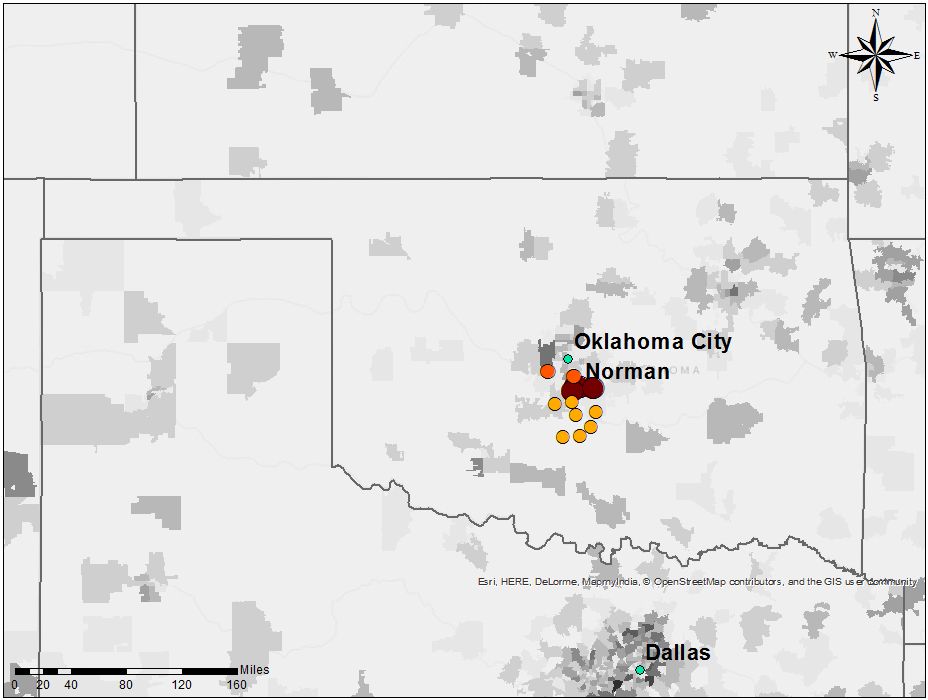 N
W E
S
Oklahoma City
Norman
OMA
Esri, HERE, DeLorme, MapmyIndia, © OpenStreetMap contributors, and the GIS user community
Dallas
Miles
0 20 40 80 120 160